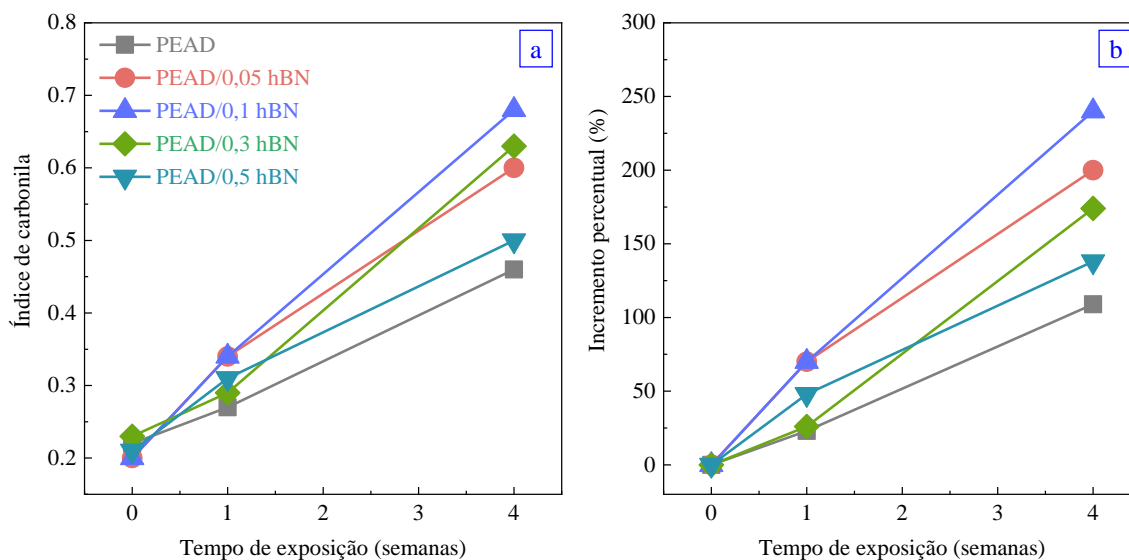 0.8
0.7
0.6
0.5
0.4
0.3
0.2
Índice de carbonila
PEAD
PEAD/0,05 hBN
PEAD/0,1 hBN
PEAD/0,3 hBN
PEAD/0,5 hBN
a
0 1 2 3 4
Tempo de exposição (semanas)
300
250
200
150
100
50
0
Incremento percentual (%)
b
0 1 2 3 4
Tempo de exposição (semanas)